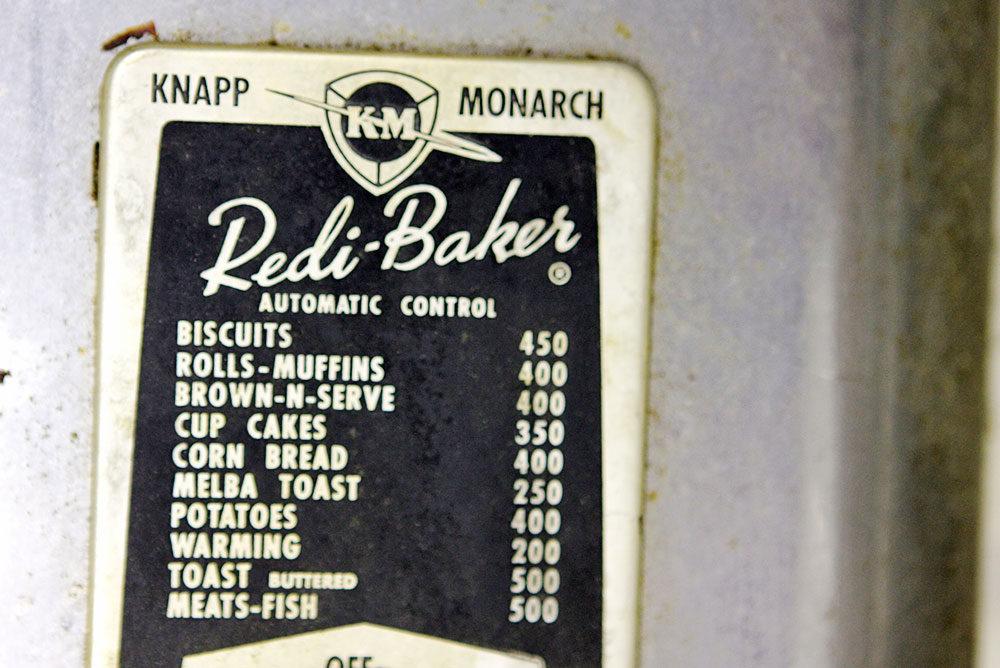 KNAPP KM MONARCH
Redi-Baker ®
AUTOMATIC CONTROL
BISCUITS 450
ROLLS-MUFFINS 400
BROWN-N-SERVE 400
CUP CAKES 350
CORN BREAD 400
MELBA TOAST 250
POTATOES 400
WARMING 200
TOAST BUTTERED 500
MEATS-FISH 500
OFF